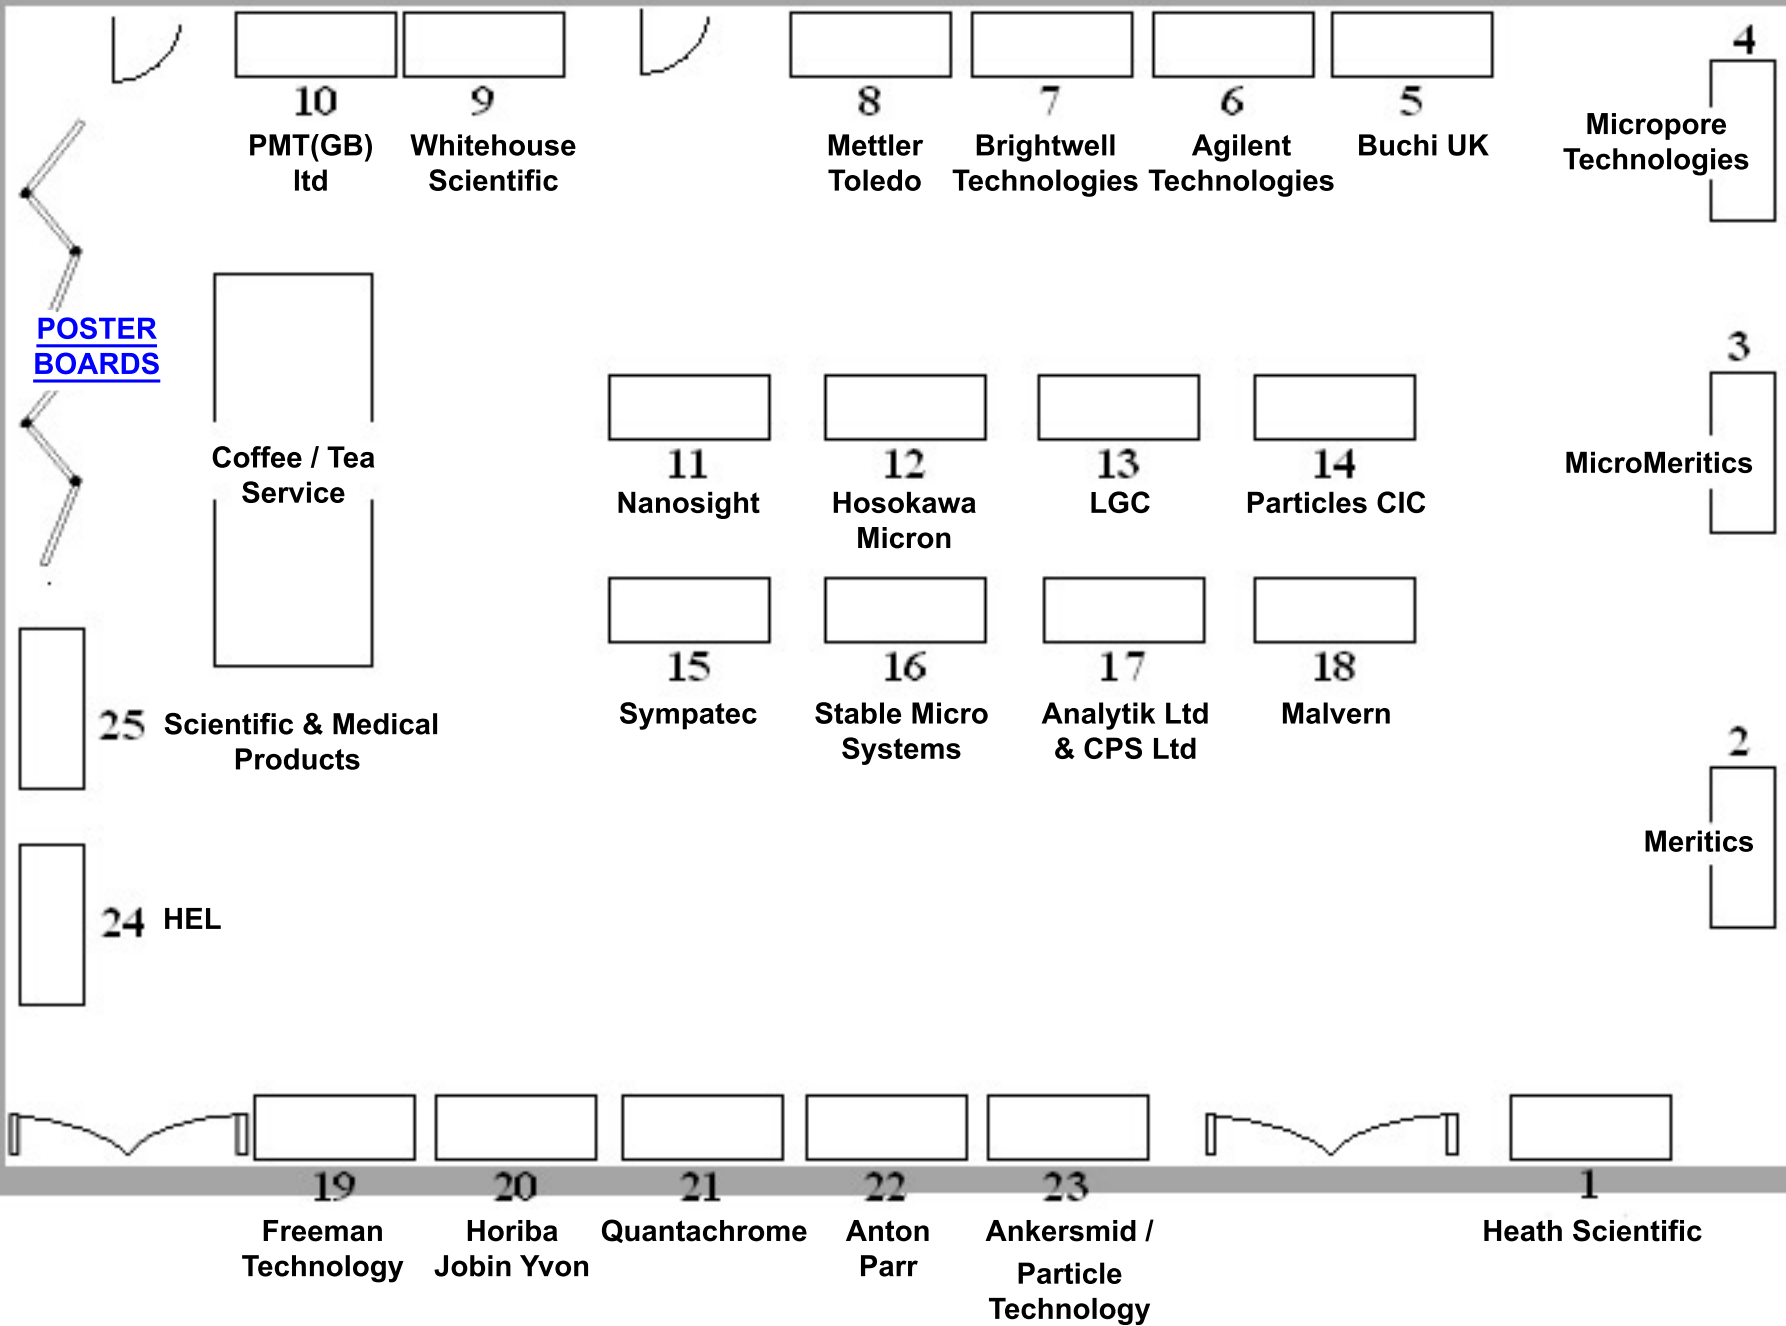 4
10
9
8
7
6
5
PMT(GB)
ltd
Whitehouse
Scientific
Mettler
Toledo
Brightwell
Technologies
Agilent
Technologies
Buchi UK
Micropore
Technologies
POSTER
BOARDS
3
Coffee / Tea
Service
11
Nanosight
12
Hosokawa
Micron
13
LGC
14
Particles CIC
MicroMeritics
15
Sympatec
16
Stable Micro
Systems
17
Analytik Ltd
& CPS Ltd
18
Malvern
25
Scientific & Medical
Products
2
Meritics
24
HEL
19
Freeman
Technology
20
Horiba
Jobin Yvon
21
Quantachrome
22
Anton
Parr
23
Ankersmid /
Particle
Technology
1
Heath Scientific